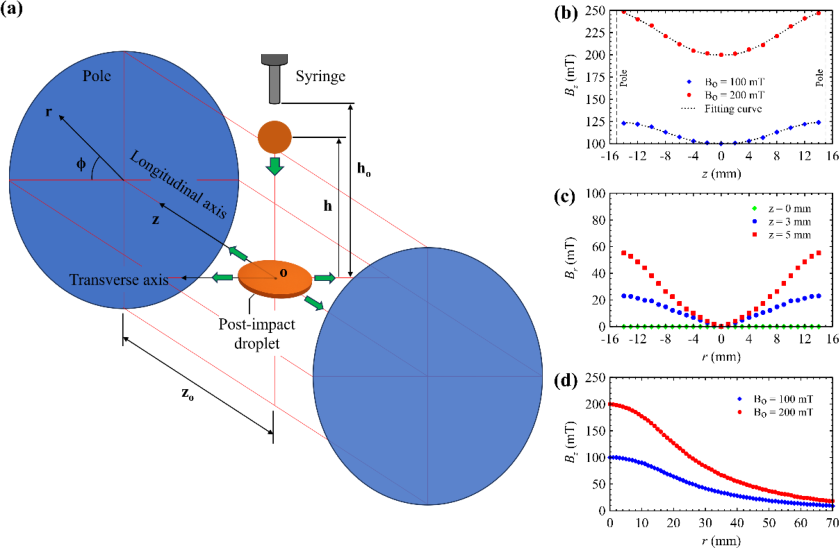 (a)
Pole
Syringe
r
ϕ
Longitudinal axis
z
h
hₒ
o
Transverse axis
Post-impact
droplet
zₒ
(b)
250
225
200
175
150
125
100
B_z (mT)
Pole
Pole
B₀ = 100 mT
B₀ = 200 mT
Fitting curve
-16 -12 -8 -4 0 4 8 12 16
z (mm)
(c)
100
80
60
40
20
0
B_r (mT)
z = 0 mm
z = 3 mm
z = 5 mm
-16 -12 -8 -4 0 4 8 12 16
r (mm)
(d)
250
200
150
100
50
0
B_z (mT)
B₀ = 100 mT
B₀ = 200 mT
0 10 20 30 40 50 60 70
r (mm)